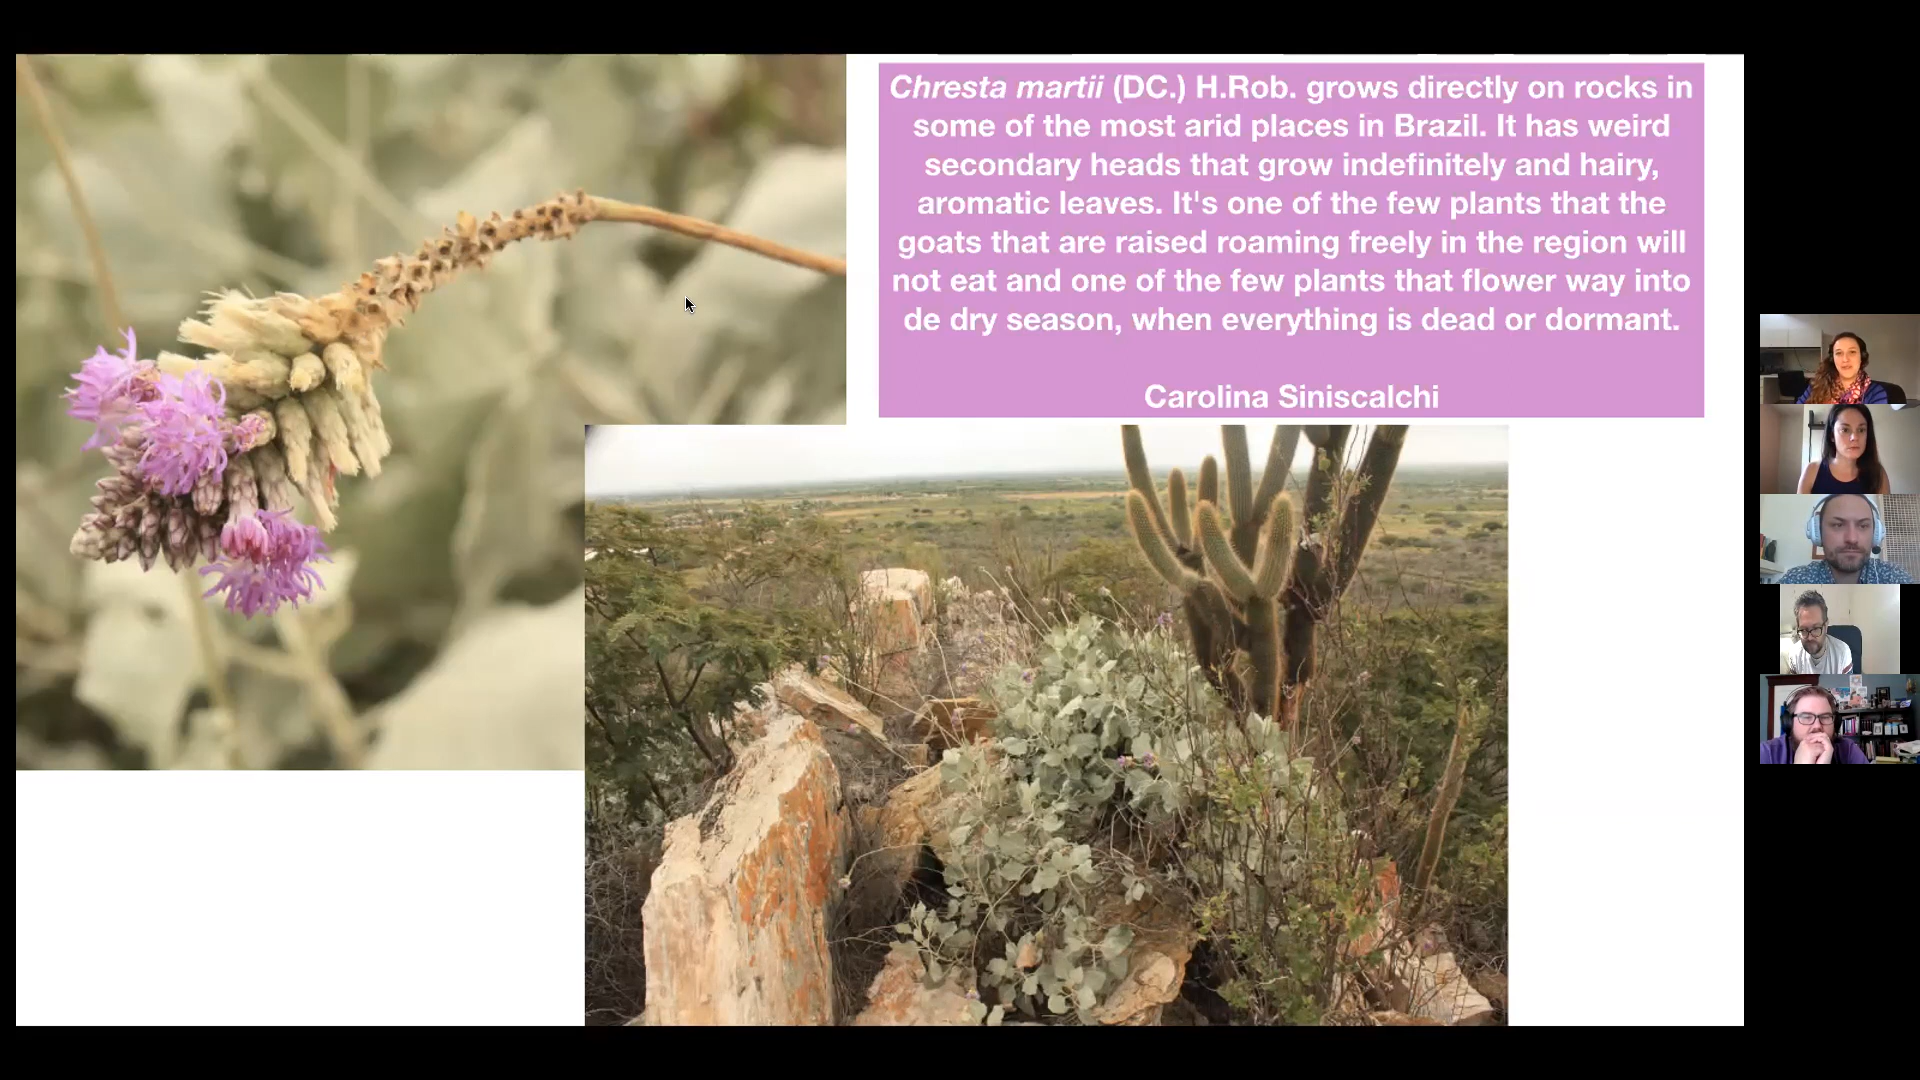 Chresta martii (DC.) H.Rob. grows directly on rocks in
some of the most arid places in Brazil. It has weird
secondary heads that grow indefinitely and hairy,
aromatic leaves. It's one of the few plants that the
goats that are raised roaming freely in the region will
not eat and one of the few plants that flower way into
de dry season, when everything is dead or dormant.
Carolina Siniscalchi